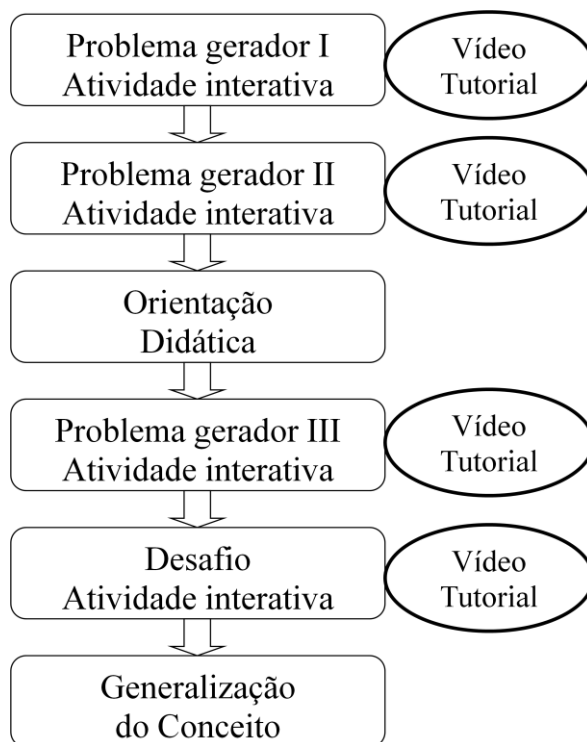 Problema gerador I
Atividade interativa
Vídeo
Tutorial
Problema gerador II
Atividade interativa
Vídeo
Tutorial
Orientação
Didática
Problema gerador III
Atividade interativa
Vídeo
Tutorial
Desafio
Atividade interativa
Vídeo
Tutorial
Generalização
do Conceito